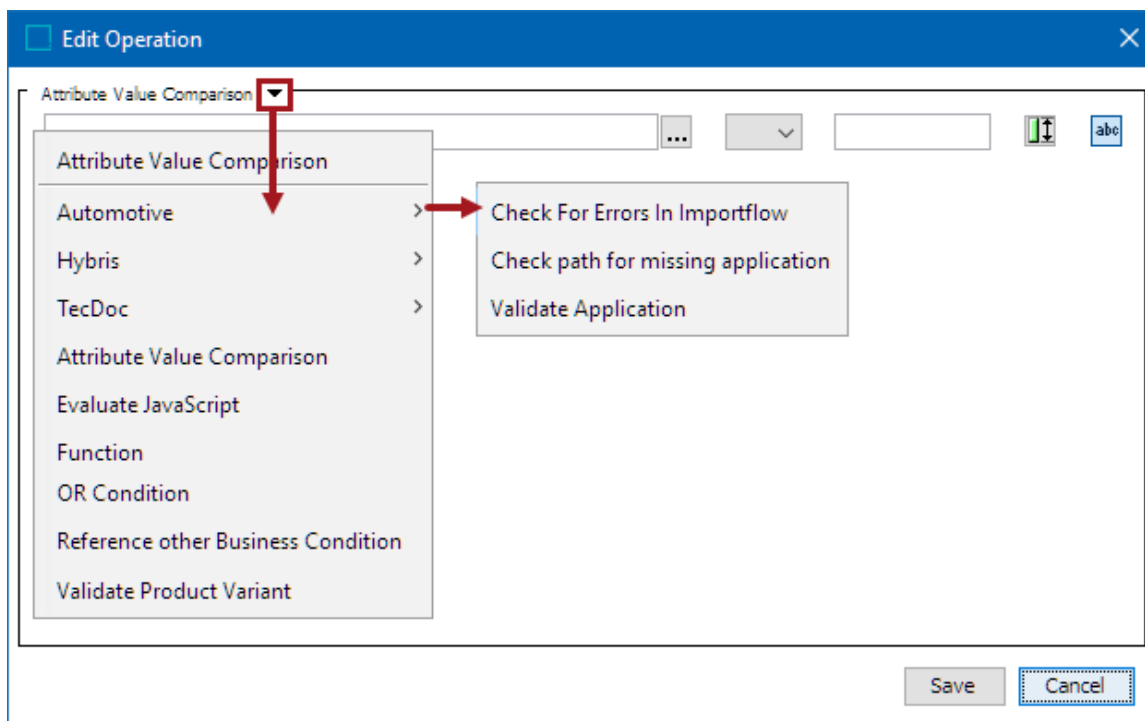 Edit Operation
Attribute Value Comparison
...
abc
Attribute Value Comparison
Automotive
Check For Errors In Importflow
Hybris
Check path for missing application
TecDoc
Validate Application
Attribute Value Comparison
Evaluate JavaScript
Function
OR Condition
Reference other Business Condition
Validate Product Variant
Save
Cancel